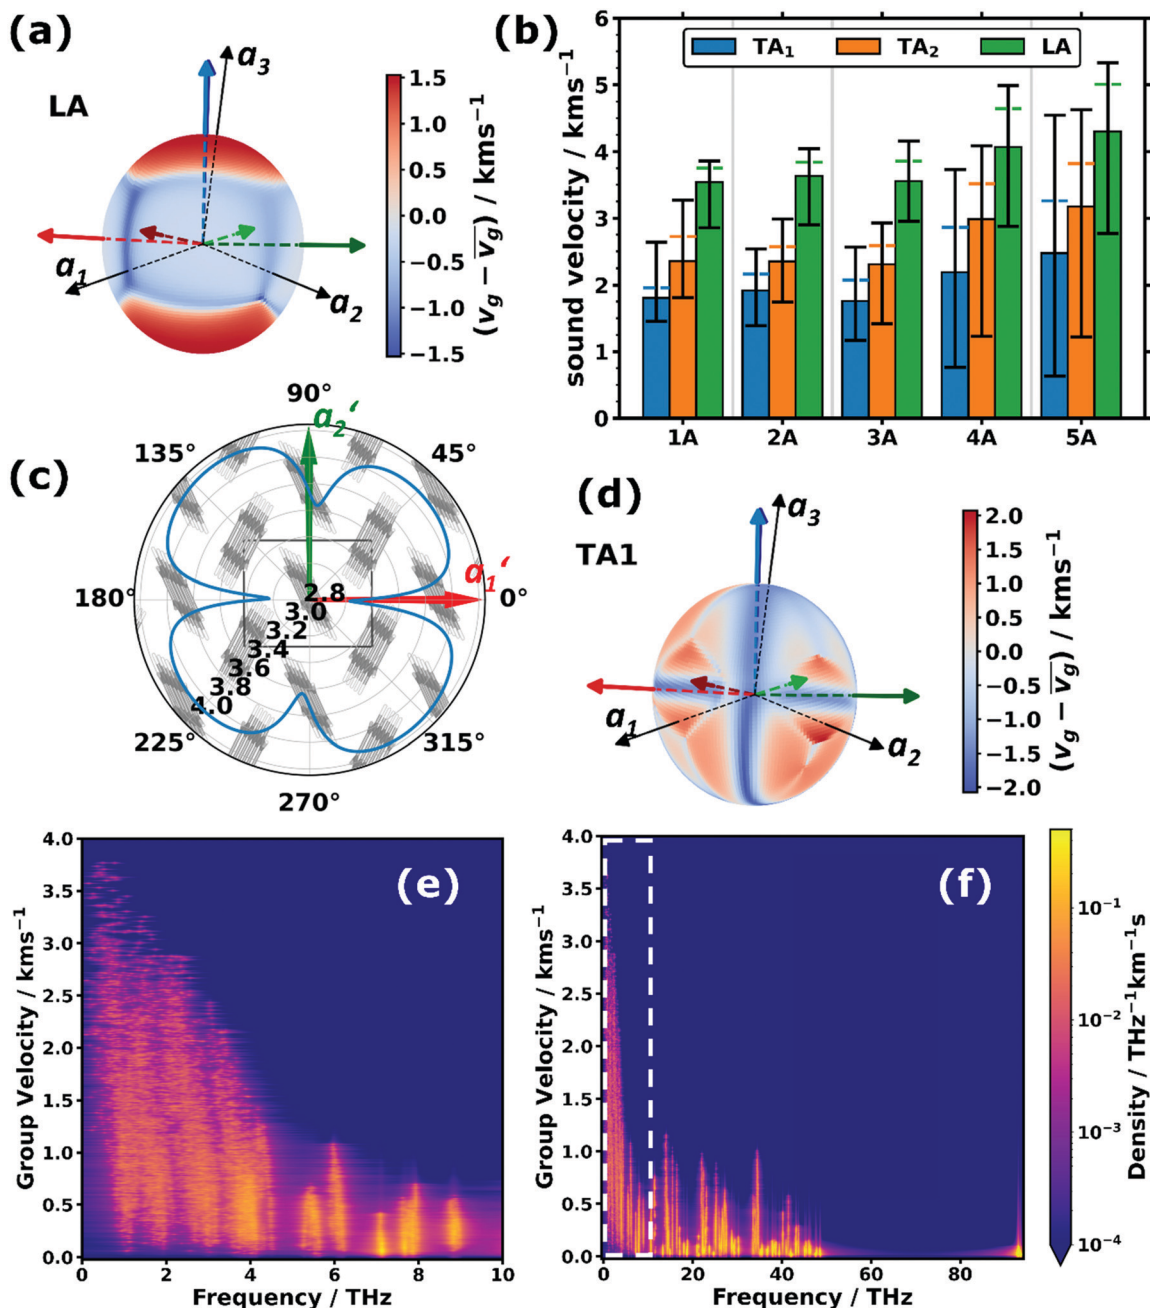 (a)
LA
a3
a1
a2
1.5
1.0
0.5
0.0
−0.5
−1.0
−1.5
(vg − vg) / kms−1
(b)
TA1 TA2 LA
6
5
4
3
2
1
0
sound velocity / kms−1
1A 2A 3A 4A 5A
(c)
90°
a2‘
135° 45°
180° a1‘ 0°
2.8
3.0
3.2
3.4
3.6
3.8
4.0
225° 315°
270°
(d)
TA1
a3
a1
a2
2.0
1.5
1.0
0.5
0.0
−0.5
−1.0
−1.5
−2.0
(vg − vg) / kms−1
(e)
4.0
3.5
3.0
2.5
2.0
1.5
1.0
0.5
0.0
Group Velocity / kms−1
0 2 4 6 8 10
Frequency / THz
(f)
4.0
3.5
3.0
2.5
2.0
1.5
1.0
0.5
0.0
Group Velocity / kms−1
0 20 40 60 80
Frequency / THz
10−1
10−2
10−3
10−4
Density / THz−1km−1s